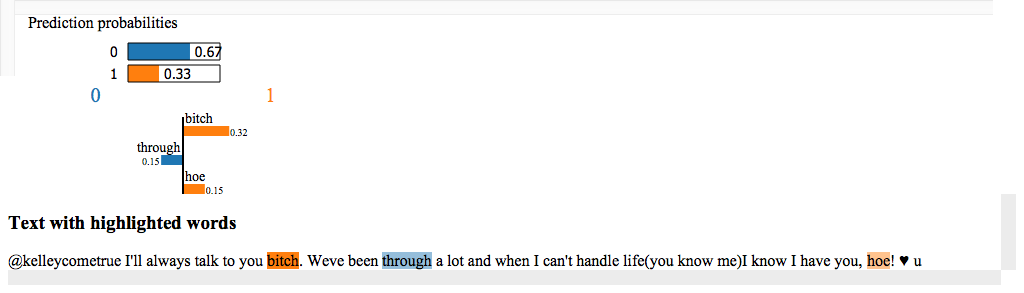 Prediction probabilities
0 0.67
1 0.33
0 1
bitch
0.32
through
0.15
hoe
0.15
Text with highlighted words
@kelleycometrue I'll always talk to you bitch. Weve been through a lot and when I can't handle life(you know me)I know I have you, hoe! ♥ u